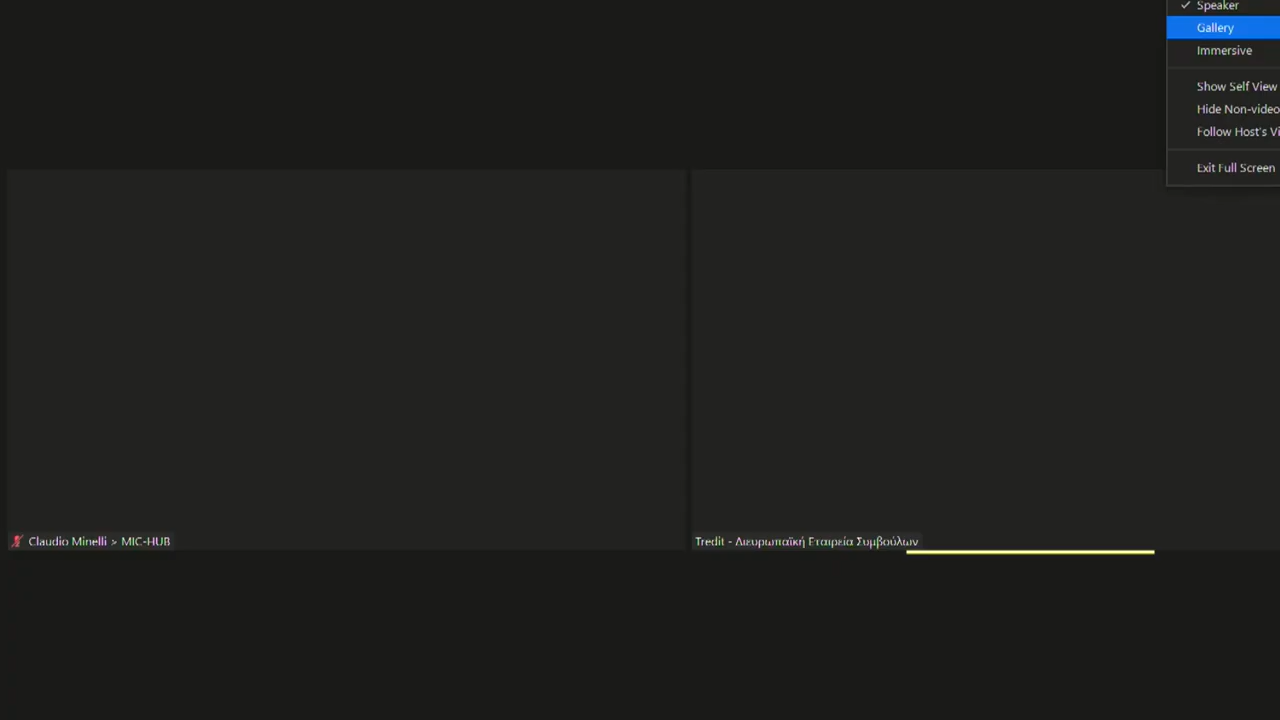 Speaker
Gallery
Immersive
Show Self View
Hide Non-video
Follow Host's Vi
Exit Full Screen
Claudio Minelli > MIC-HUB
Tredit - Διευρωπαϊκή Εταιρεία Συμβούλων